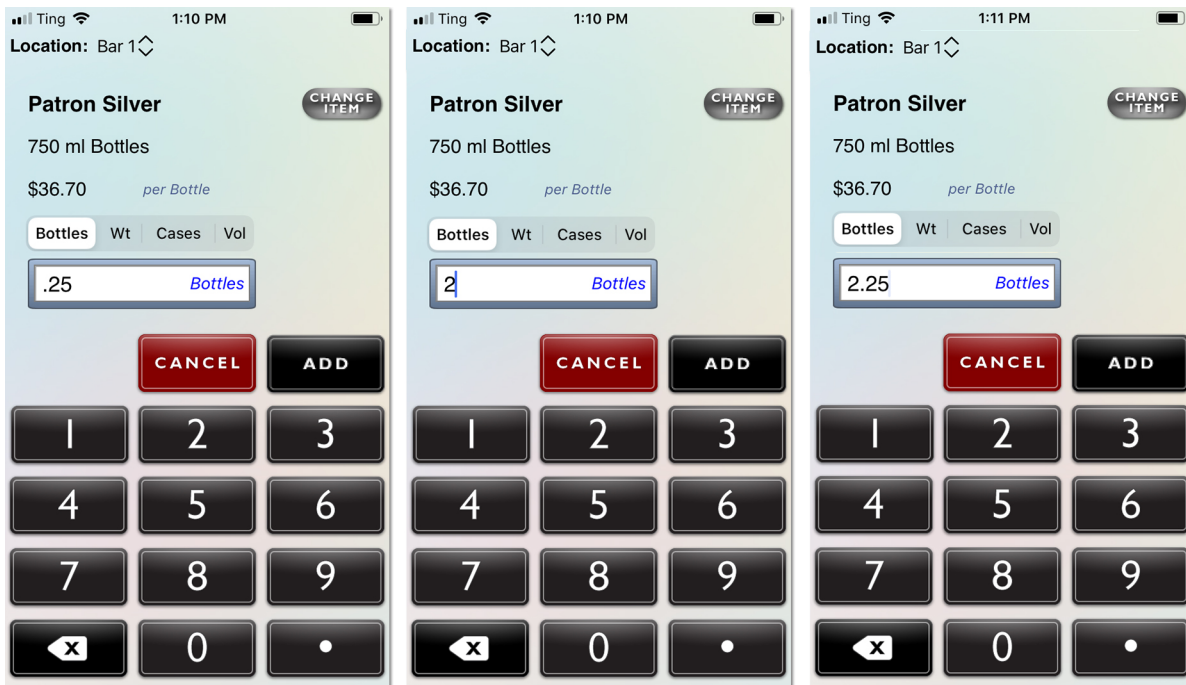 Ting 1:10 PM
Location: Bar 1
Patron Silver
CHANGE
ITEM
750 ml Bottles
$36.70 per Bottle
Bottles Wt Cases Vol
.25 Bottles
CANCEL ADD
1 2 3
4 5 6
7 8 9
X 0 .
Ting 1:10 PM
Location: Bar 1
Patron Silver
CHANGE
ITEM
750 ml Bottles
$36.70 per Bottle
Bottles Wt Cases Vol
2 Bottles
CANCEL ADD
1 2 3
4 5 6
7 8 9
X 0 .
Ting 1:11 PM
Location: Bar 1
Patron Silver
CHANGE
ITEM
750 ml Bottles
$36.70 per Bottle
Bottles Wt Cases Vol
2.25 Bottles
CANCEL ADD
1 2 3
4 5 6
7 8 9
X 0 .